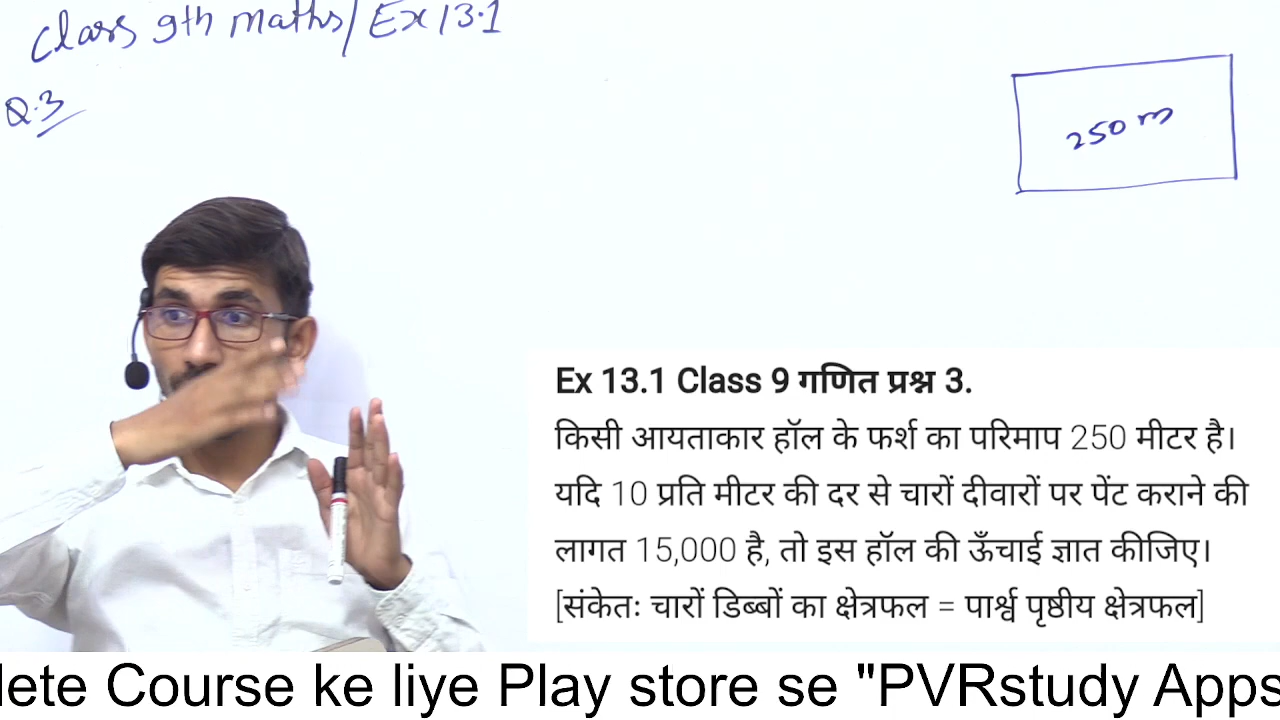 Class 9th maths/ Ex 13.1
Q.3
250 m
Ex 13.1 Class 9 गणित प्रश्न 3.
किसी आयताकार हॉल के फर्श का परिमाप 250 मीटर है।
यदि 10 प्रति मीटर की दर से चारों दीवारों पर पेंट कराने की
लागत 15,000 है, तो इस हॉल की ऊँचाई ज्ञात कीजिए।
[संकेतः चारों डिब्बों का क्षेत्रफल = पार्श्व पृष्ठीय क्षेत्रफल]
lete Course ke liye Play store se "PVRstudy Apps